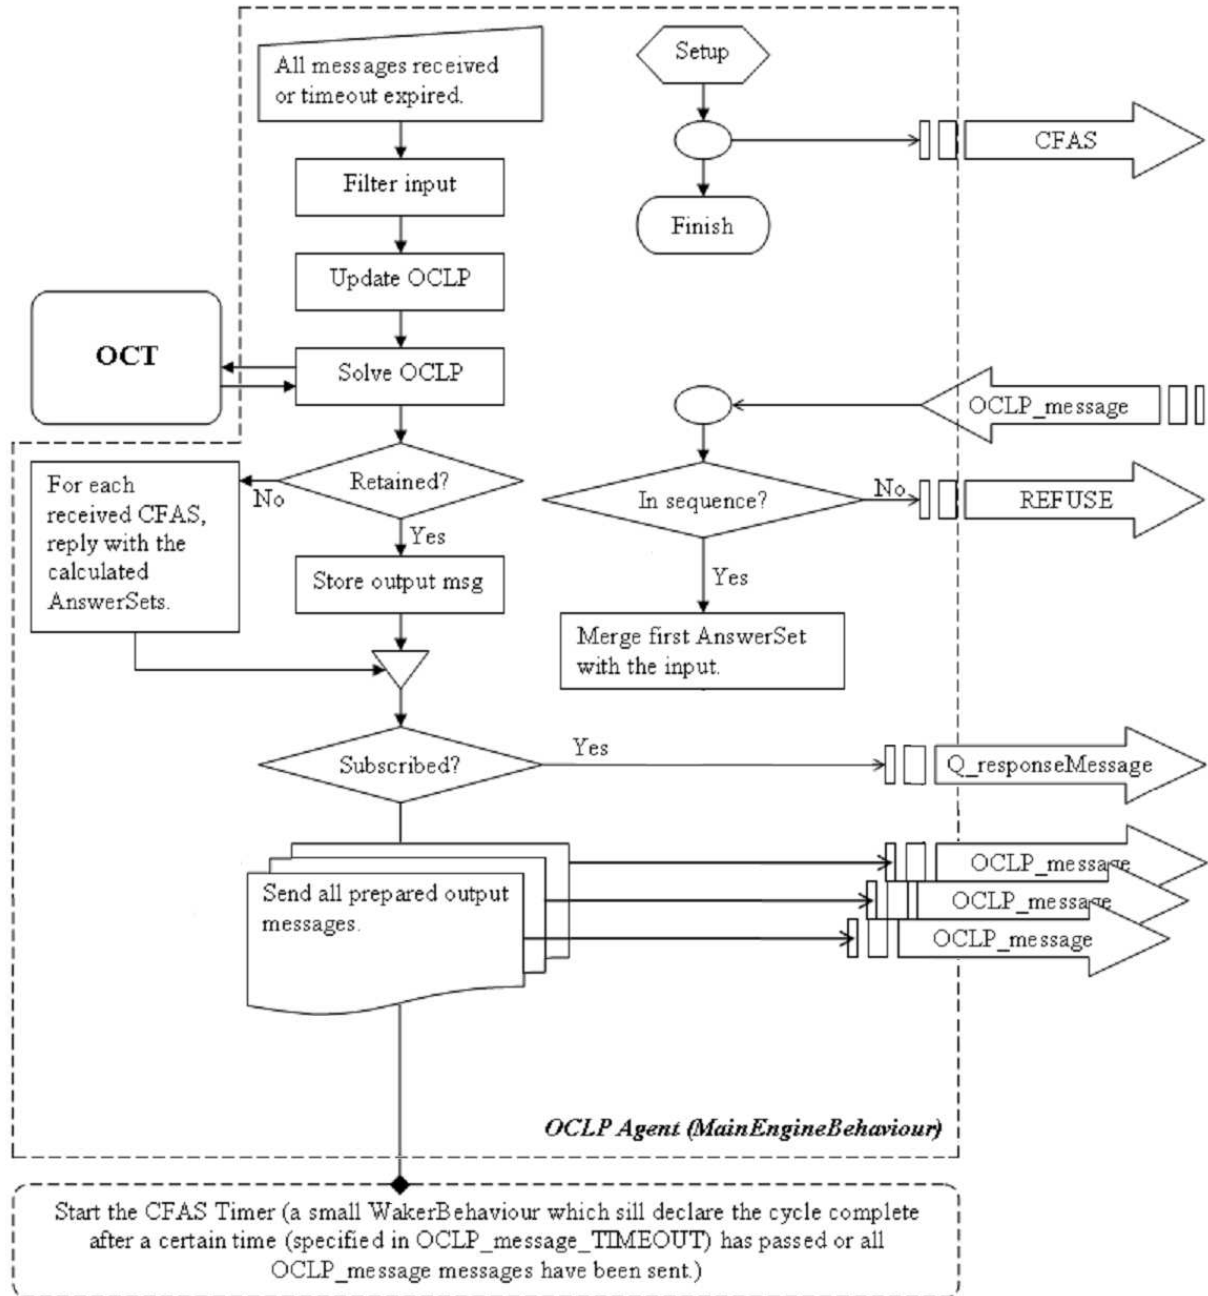 All messages received
or timeout expired.
Setup
CFAS
Filter input
Finish
Update OCLP
OCT
Solve OCLP
OCLP_message
For each
received CFAS,
reply with the
calculated
AnswerSets.
No
Retained?
Yes
In sequence?
No
REFUSE
Store output msg
Yes
Merge first AnswerSet
with the input.
Subscribed?
Yes
Q_responseMessage
Send all prepared output
messages.
OCLP_message
OCLP_message
OCLP_message
OCLP Agent (MainEngineBehaviour)
Start the CFAS Timer (a small WakerBehaviour which sill declare the cycle complete
after a certain time (specified in OCLP_message_TIMEOUT) has passed or all
OCLP_message messages have been sent.)